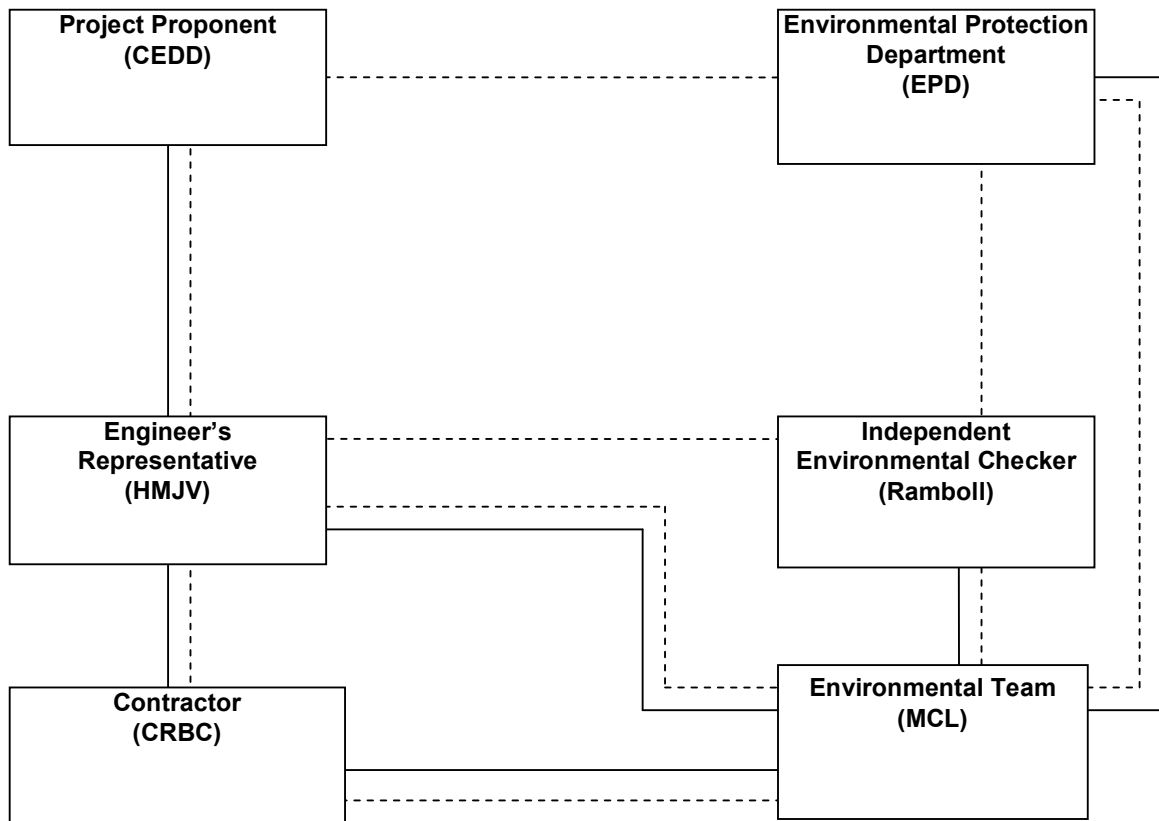 Project Proponent
(CEDD)
Environmental Protection
Department
(EPD)
Engineer’s
Representative
(HMJV)
Independent
Environmental Checker
(Ramboll)
Contractor
(CRBC)
Environmental Team
(MCL)